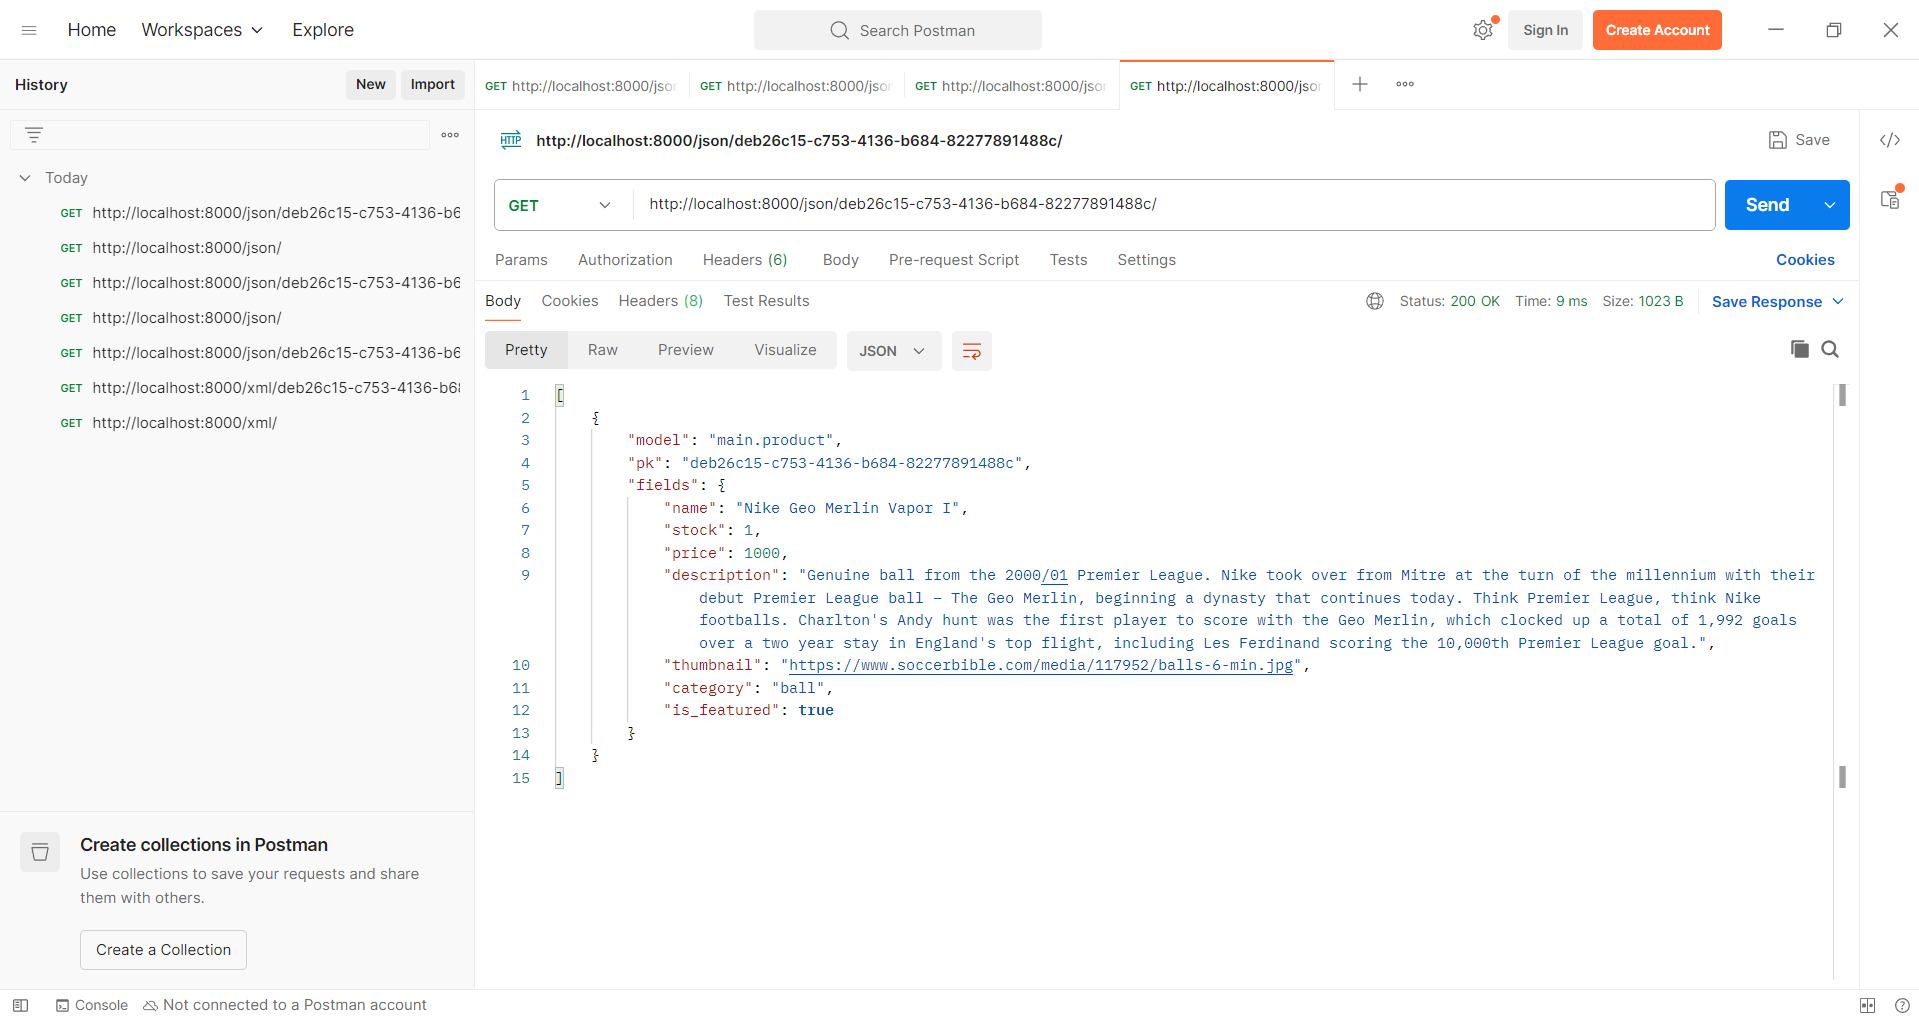 Home
Workspaces
Explore
Search Postman
Sign In
Create Account
History
New
Import
GET http://localhost:8000/jsor
GET http://localhost:8000/jsor
GET http://localhost:8000/jsor
GET http://localhost:8000/jsor
Today
GET http://localhost:8000/json/deb26c15-c753-4136-b6
GET http://localhost:8000/json/
GET http://localhost:8000/json/deb26c15-c753-4136-b6
GET http://localhost:8000/json/
GET http://localhost:8000/json/deb26c15-c753-4136-b6
GET http://localhost:8000/xml/deb26c15-c753-4136-b6
GET http://localhost:8000/xml/
Create collections in Postman
Use collections to save your requests and share
them with others.
Create a Collection
HTTP http://localhost:8000/json/deb26c15-c753-4136-b684-82277891488c/
Save
</>
GET
http://localhost:8000/json/deb26c15-c753-4136-b684-82277891488c/
Send
Params Authorization Headers (6) Body Pre-request Script Tests Settings
Cookies
Body Cookies Headers (8) Test Results
Status: 200 OK Time: 9 ms Size: 1023 B
Save Response
Pretty Raw Preview Visualize
JSON
1 [
2 {
3 "model": "main.product",
4 "pk": "deb26c15-c753-4136-b684-82277891488c",
5 "fields": {
6 "name": "Nike Geo Merlin Vapor I",
7 "stock": 1,
8 "price": 1000,
9 "description": "Genuine ball from the 2000/01 Premier League. Nike took over from Mitre at the turn of the millennium with their
debut Premier League ball – The Geo Merlin, beginning a dynasty that continues today. Think Premier League, think Nike
footballs. Charlton's Andy hunt was the first player to score with the Geo Merlin, which clocked up a total of 1,992 goals
over a two year stay in England's top flight, including Les Ferdinand scoring the 10,000th Premier League goal.",
10 "thumbnail": "https://www.soccerbible.com/media/117952/balls-6-min.jpg",
11 "category": "ball",
12 "is_featured": true
13 }
14 }
15 ]
Console
Not connected to a Postman account